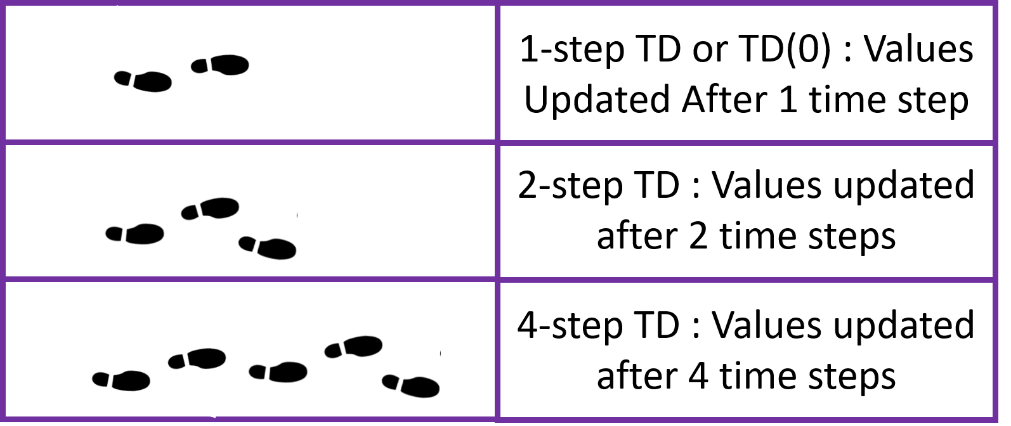 1-step TD or TD(0) : Values
Updated After 1 time step
2-step TD : Values updated
after 2 time steps
4-step TD : Values updated
after 4 time steps